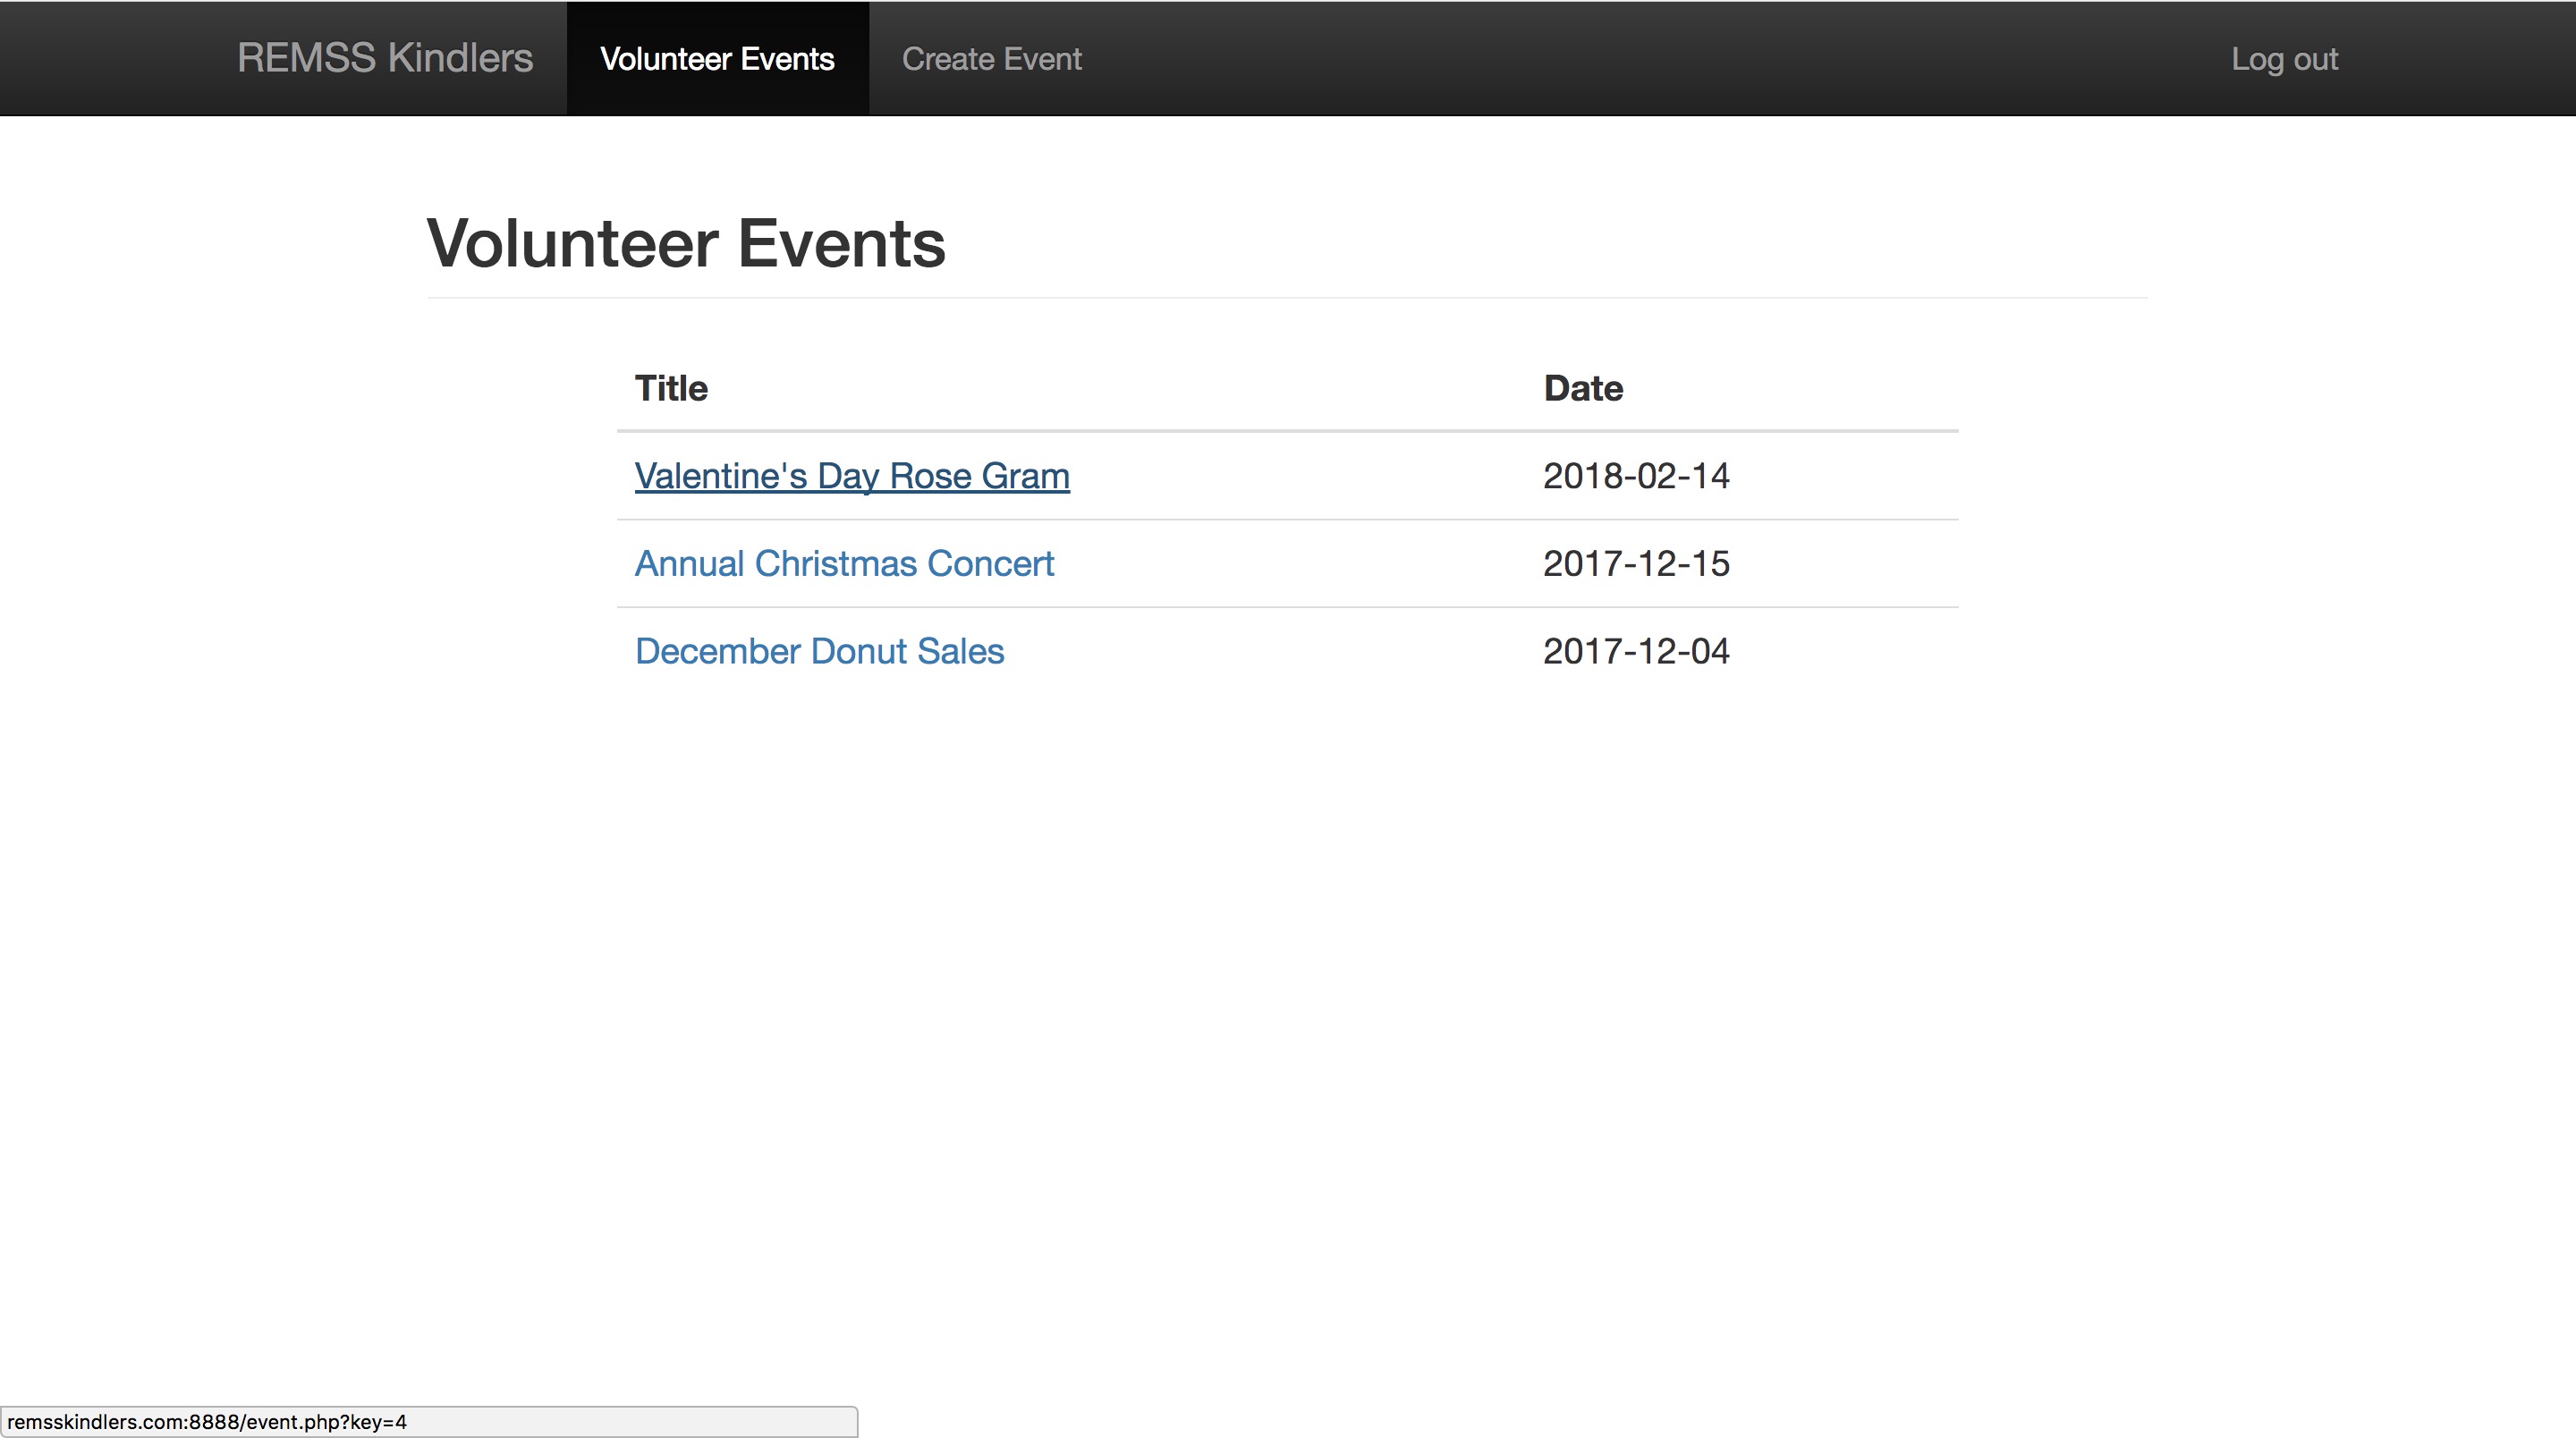 REMSS Kindlers Volunteer Events Create Event Log out
Volunteer Events
Title Date
Valentine's Day Rose Gram 2018-02-14
Annual Christmas Concert 2017-12-15
December Donut Sales 2017-12-04
remsskindlers.com:8888/event.php?key=4